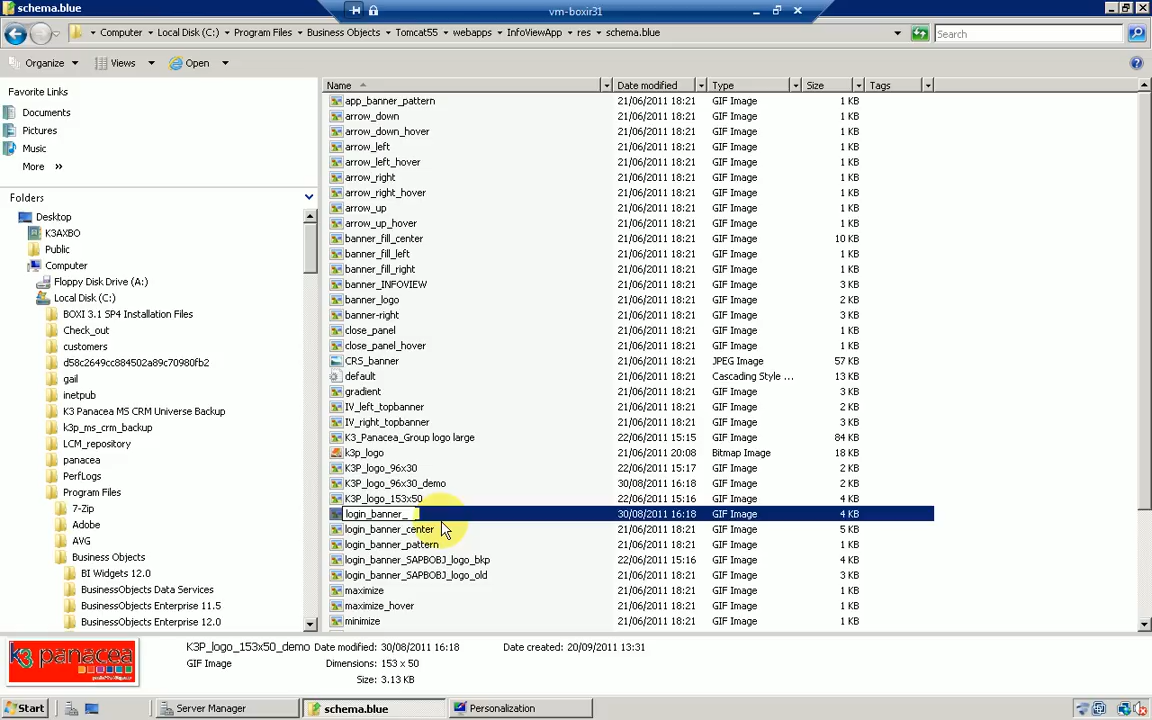 schema.blue
vm-boxir31
Computer Local Disk (C:) Program Files Business Objects Tomcat55 webapps InfoViewApp res schema.blue
Search
Organize Views Open
Favorite Links
Documents
Pictures
Music
More »
Folders
Desktop
K3AXBO
Public
Computer
Floppy Disk Drive (A:)
Local Disk (C:)
BOXI 3.1 SP4 Installation Files
Check_out
customers
d58c2649cc884502a89c70980fb2
gail
inetpub
K3 Panacea MS CRM Universe Backup
k3p_ms_crm_backup
LCM_repository
panacea
PerfLogs
Program Files
7-Zip
Adobe
AVG
Business Objects
BI Widgets 12.0
BusinessObjects Data Services
BusinessObjects Enterprise 11.5
BusinessObjects Enterprise 12.0
Name Date modified Type Size Tags
app_banner_pattern 21/06/2011 18:21 GIF Image 1 KB
arrow_down 21/06/2011 18:21 GIF Image 1 KB
arrow_down_hover 21/06/2011 18:21 GIF Image 1 KB
arrow_left 21/06/2011 18:21 GIF Image 1 KB
arrow_left_hover 21/06/2011 18:21 GIF Image 1 KB
arrow_right 21/06/2011 18:21 GIF Image 1 KB
arrow_right_hover 21/06/2011 18:21 GIF Image 1 KB
arrow_up 21/06/2011 18:21 GIF Image 1 KB
arrow_up_hover 21/06/2011 18:21 GIF Image 1 KB
banner_fill_center 21/06/2011 18:21 GIF Image 10 KB
banner_fill_left 21/06/2011 18:21 GIF Image 1 KB
banner_fill_right 21/06/2011 18:21 GIF Image 1 KB
banner_INFOVIEW 21/06/2011 18:21 GIF Image 3 KB
banner_logo 21/06/2011 18:21 GIF Image 2 KB
banner-right 21/06/2011 18:21 GIF Image 3 KB
close_panel 21/06/2011 18:21 GIF Image 1 KB
close_panel_hover 21/06/2011 18:21 GIF Image 1 KB
CRS_banner 21/06/2011 18:21 JPEG Image 57 KB
default 21/06/2011 18:21 Cascading Style ... 13 KB
gradient 21/06/2011 18:21 GIF Image 3 KB
IV_left_topbanner 21/06/2011 18:21 GIF Image 2 KB
IV_right_topbanner 21/06/2011 18:21 GIF Image 1 KB
K3_Panacea_Group logo large 22/06/2011 15:15 GIF Image 84 KB
k3p_logo 21/06/2011 20:08 Bitmap Image 18 KB
K3P_logo_96x30 22/06/2011 15:17 GIF Image 2 KB
K3P_logo_96x30_demo 30/08/2011 16:18 GIF Image 2 KB
K3P_logo_153x50 22/06/2011 15:16 GIF Image 4 KB
login_banner_ 30/08/2011 16:18 GIF Image 4 KB
login_banner_center 21/06/2011 18:21 GIF Image 5 KB
login_banner_pattern 21/06/2011 18:21 GIF Image 1 KB
login_banner_SAPBOBJ_logo_bkp 22/06/2011 15:16 GIF Image 4 KB
login_banner_SAPBOBJ_logo_old 21/06/2011 18:21 GIF Image 3 KB
maximize 21/06/2011 18:21 GIF Image 1 KB
maximize_hover 21/06/2011 18:21 GIF Image 1 KB
minimize 21/06/2011 18:21 GIF Image 1 KB
k3 panacea
K3P_logo_153x50_demo Date modified: 30/08/2011 16:18 Date created: 20/09/2011 13:31
GIF Image Dimensions: 153 x 50
Size: 3.13 KB
Start Server Manager schema.blue Personalization